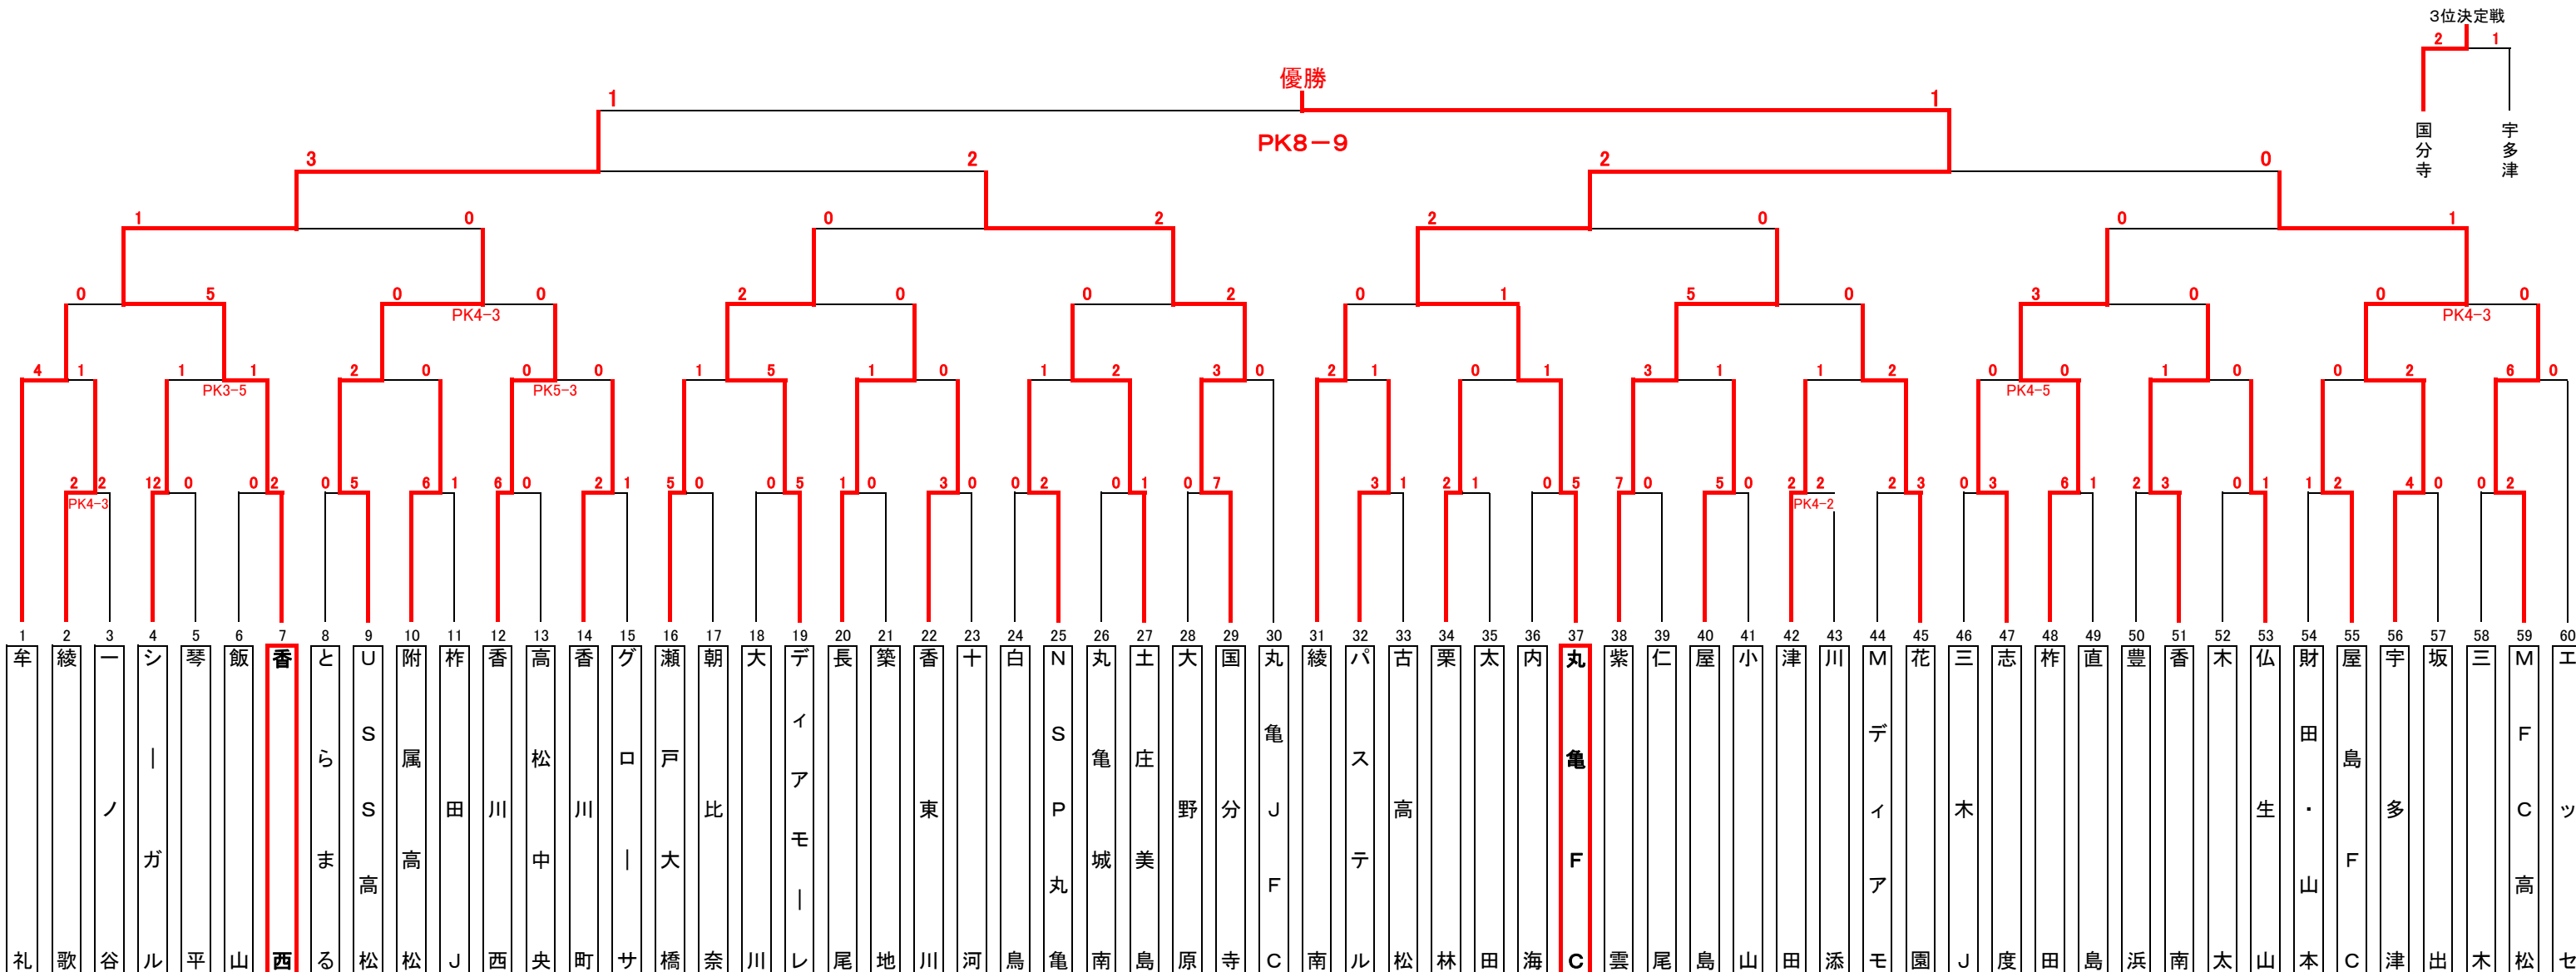 3位決定戦
2 1
国分寺 宇多津
優勝
1 1
PK8－9
3 2 2 0
1 0 0 2 2 0 0 1
0 5 0 0 2 0 0 2 0 1 5 0 3 0 0 0
PK4-3 PK4-3
4 1 1 1 2 0 0 0 1 5 1 0 1 2 3 0 2 1 0 1 3 1 1 2 0 0 1 0 0 2 6 0
PK3-5 PK5-3 PK4-5
2 2 12 0 0 2 0 5 6 1 6 0 2 1 5 0 0 5 1 0 3 0 0 2 0 1 0 7 3 1 2 1 0 5 7 0 5 0 2 2 2 3 0 3 6 1 2 3 0 1 1 2 4 0 0 2
PK4-3 PK4-2
1 2 3 4 5 6 7 8 9 10 11 12 13 14 15 16 17 18 19 20 21 22 23 24 25 26 27 28 29 30 31 32 33 34 35 36 37 38 39 40 41 42 43 44 45 46 47 48 49 50 51 52 53 54 55 56 57 58 59 60
牟礼
綾歌
一ノ谷
シーガル
琴平
飯山
香西
とらまる
USS高松
附属高松
柞田J
香川西
高松中央
香川町
グローサ
瀬戸大橋
朝比奈
大川
ディアモーレ
長尾
築地
香東川
十河
白鳥
NSP丸亀
丸亀城南
土庄美島
大野原
国分寺
丸亀JFC
綾南
パステル
古高松
栗林
太田
内海
丸亀FC
紫雲
仁尾
屋島
小山
津田
川添
Mディアモ
花園
三木J
志度
柞田
直島
豊浜
香南
木太
仏生山
財田・山本
屋島FC
宇多津
坂出
三木
MFC高松
エッセ